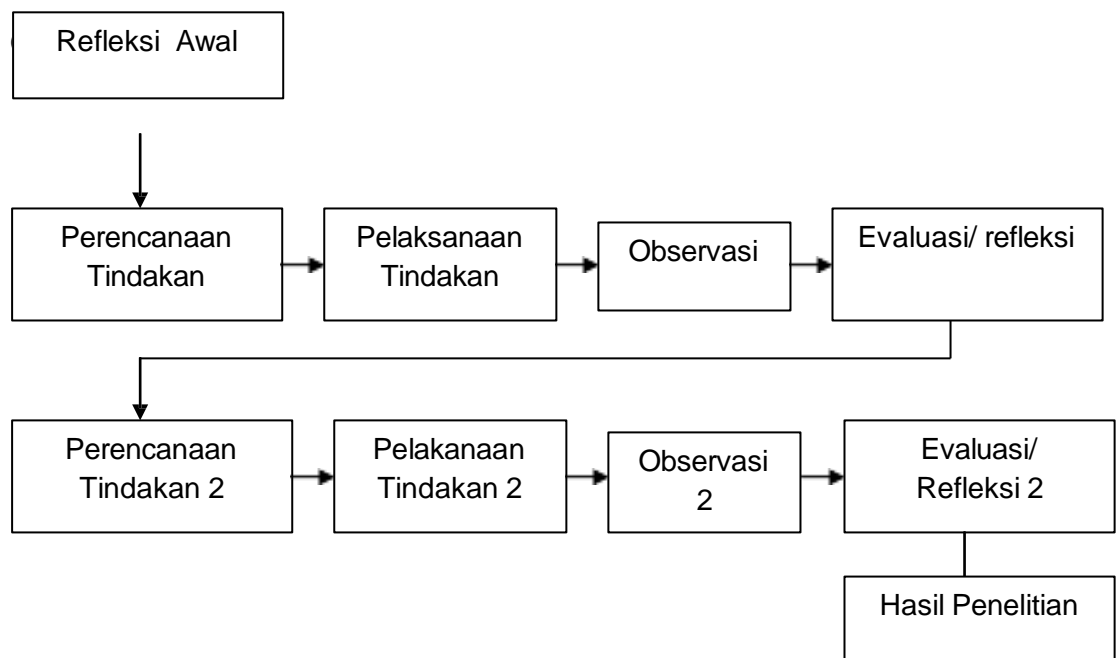 Refleksi Awal
Perencanaan
Tindakan
Pelaksanaan
Tindakan
Observasi
Evaluasi/ refleksi
Perencanaan
Tindakan 2
Pelakanaan
Tindakan 2
Observasi
2
Evaluasi/
Refleksi 2
Hasil Penelitian